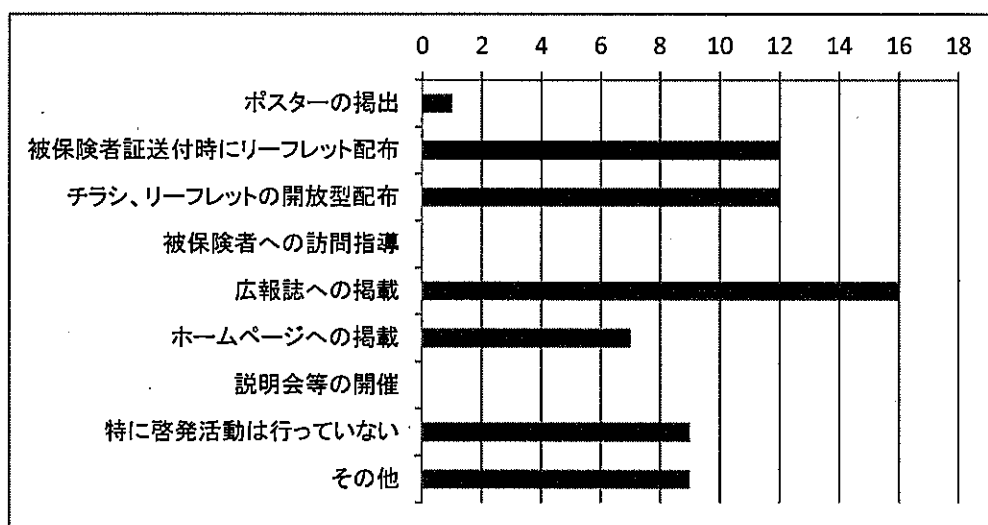 0 2 4 6 8 10 12 14 16 18
ポスターの掲出
被保険者証送付時にリーフレット配布
チラシ、リーフレットの開放型配布
被保険者への訪問指導
広報誌への掲載
ホームページへの掲載
説明会等の開催
特に啓発活動は行っていない
その他